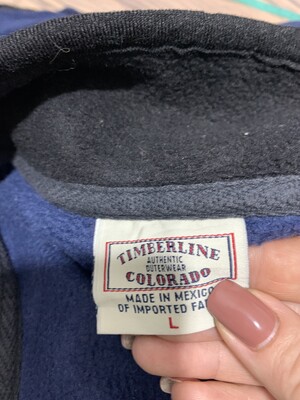 TIMBERLINE
AUTHENTIC
OUTERWEAR
COLORADO
MADE IN MEXICO
OF IMPORTED
L